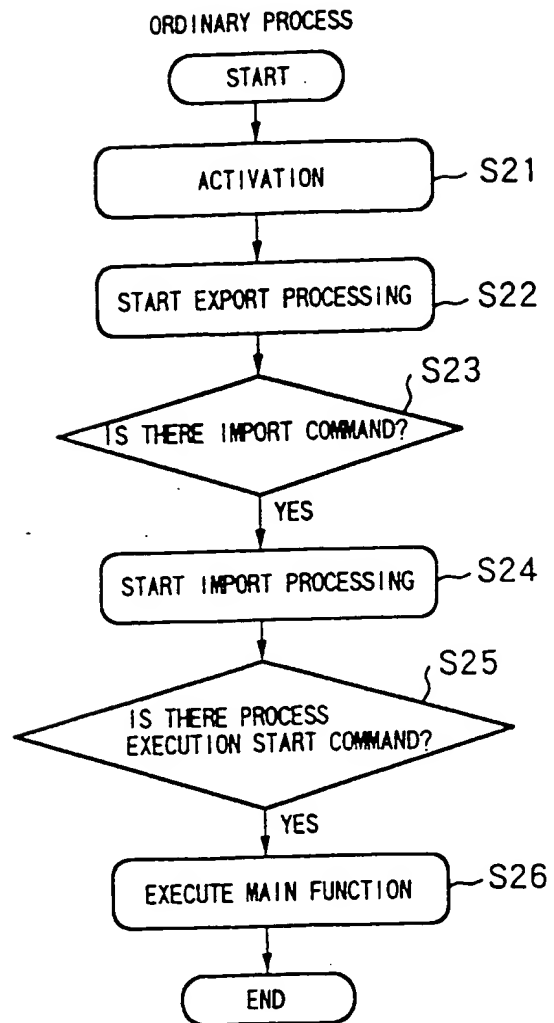 ORDINARY PROCESS
START
ACTIVATION
S21
START EXPORT PROCESSING
S22
S23
IS THERE IMPORT COMMAND?
YES
START IMPORT PROCESSING
S24
S25
IS THERE PROCESS
EXECUTION START COMMAND?
YES
EXECUTE MAIN FUNCTION
S26
END